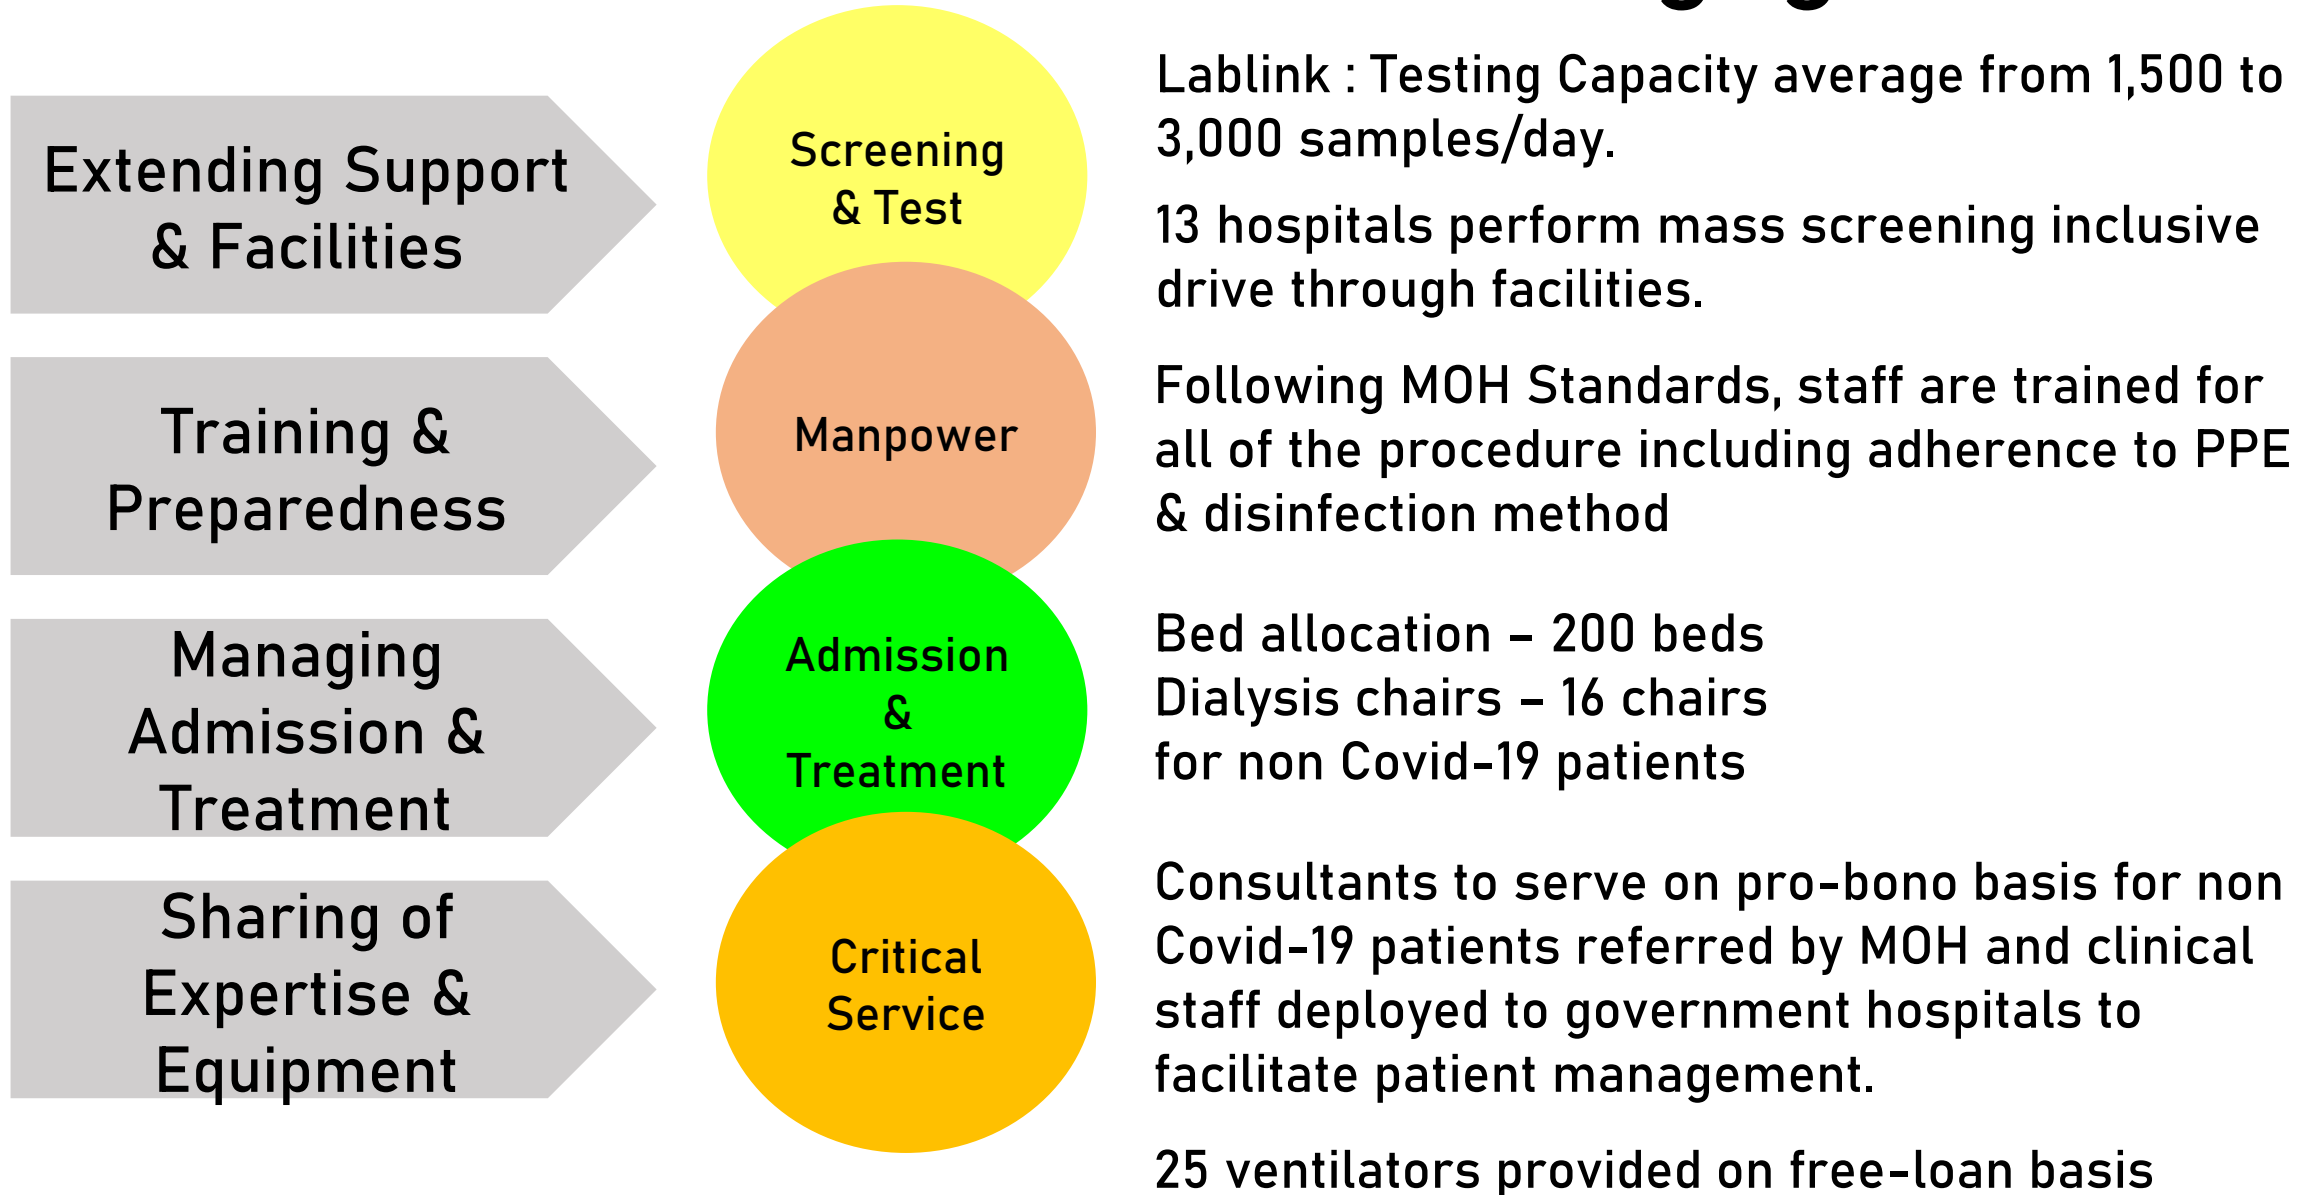 Extending Support
& Facilities
Screening
& Test
Lablink : Testing Capacity average from 1,500 to
3,000 samples/day.
13 hospitals perform mass screening inclusive
drive through facilities.
Training &
Preparedness
Manpower
Following MOH Standards, staff are trained for
all of the procedure including adherence to PPE
& disinfection method
Managing
Admission &
Treatment
Admission
&
Treatment
Bed allocation – 200 beds
Dialysis chairs – 16 chairs
for non Covid-19 patients
Sharing of
Expertise &
Equipment
Critical
Service
Consultants to serve on pro-bono basis for non
Covid-19 patients referred by MOH and clinical
staff deployed to government hospitals to
facilitate patient management.
25 ventilators provided on free-loan basis